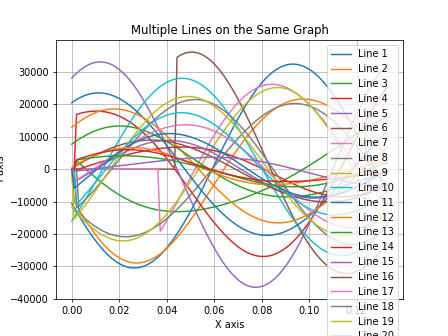 Multiple Lines on the Same Graph
30000
20000
10000
0
−10000
−20000
−30000
−40000
0.00
0.02
0.04
0.06
0.08
0.10
X axis
Line 1
Line 2
Line 3
Line 4
Line 5
Line 6
Line 7
Line 8
Line 9
Line 10
Line 11
Line 12
Line 13
Line 14
Line 15
Line 16
Line 17
Line 18
Line 19
Line 20